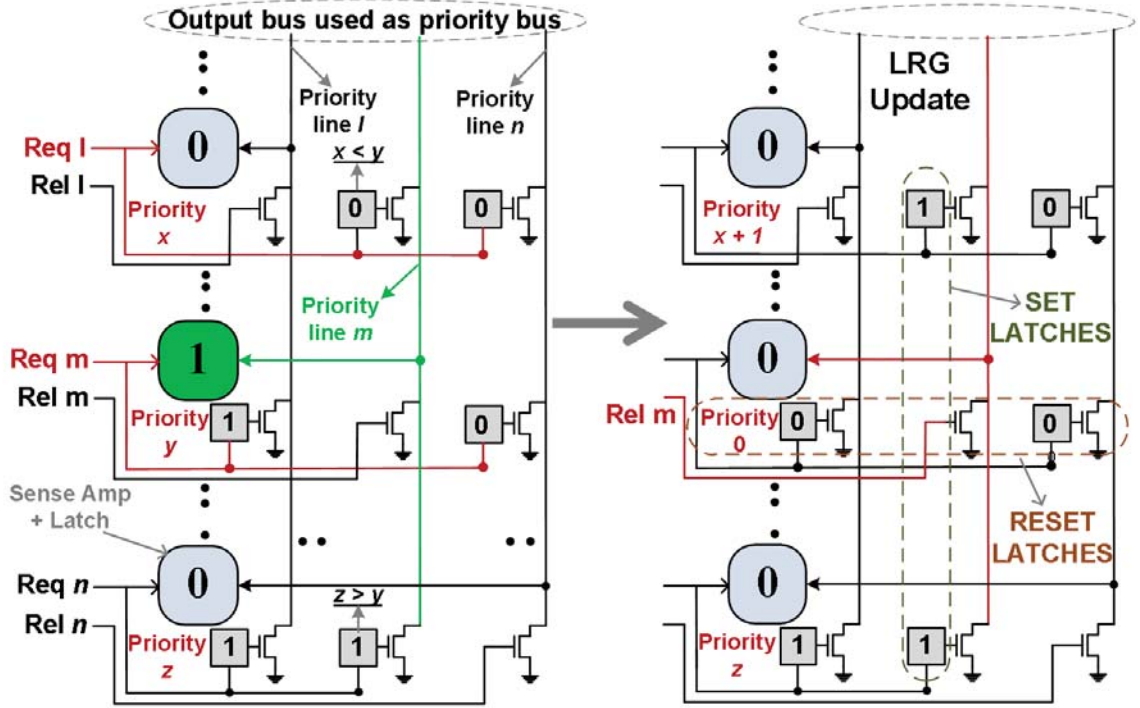 Output bus used as priority bus
Priority line l
Priority line n
0
Req l
Rel l
x < y
0
0
Priority x
Priority line m
1
Req m
Rel m
Priority y
1
0
Sense Amp + Latch
0
Req n
Rel n
z > y
Priority z
1
1
LRG Update
0
Priority x + 1
1
0
SET LATCHES
0
Rel m
Priority 0
0
0
0
RESET LATCHES
0
Priority z
1
1